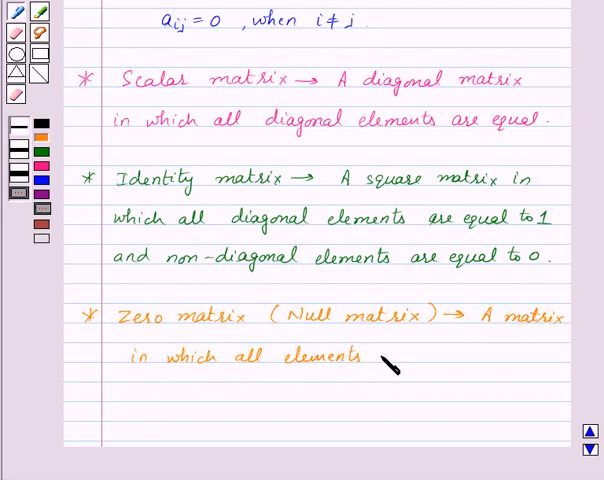 aij = 0 , when i ≠ j .
* Scalar matrix → A diagonal matrix
in which all diagonal elements are equal .
* Identity matrix → A square matrix in
which all diagonal elements are equal to 1
and non-diagonal elements are equal to 0 .
* Zero matrix ( Null matrix ) → A matrix
in which all elements